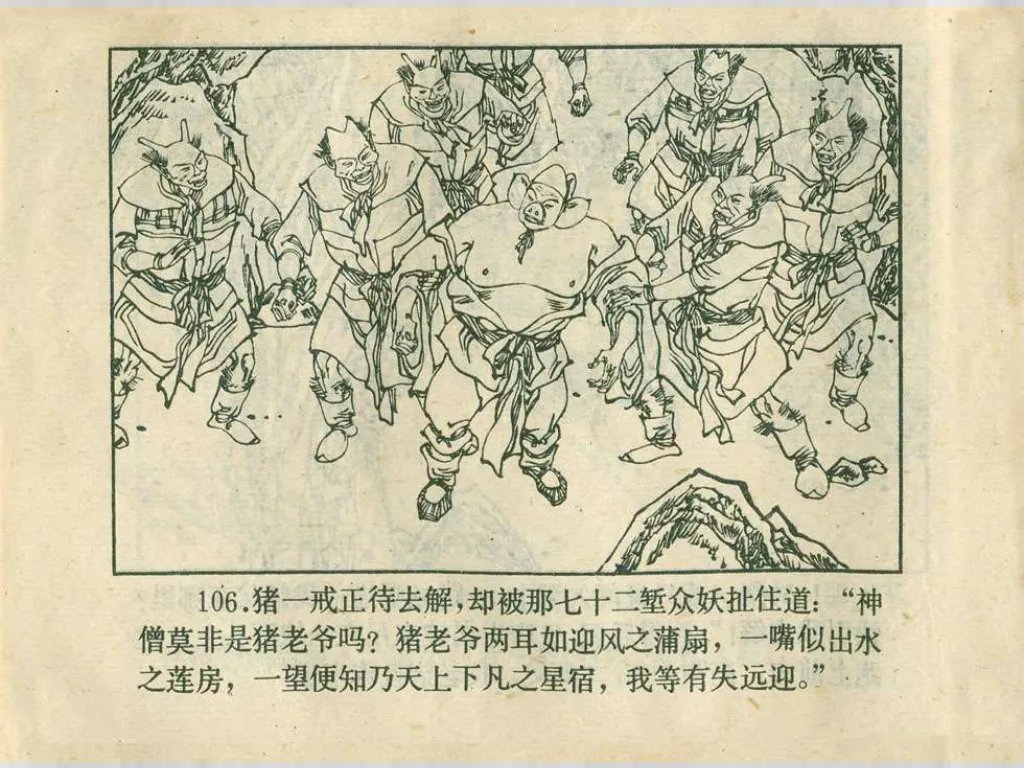 106.猪一戒正待去解，却被那七十二堑众妖扯住道：“神
僧莫非是猪老爷吗？猪老爷两耳如迎风之蒲扇，一嘴似出水
之莲房，一望便知乃天上下凡之星宿，我等有失远迎。”